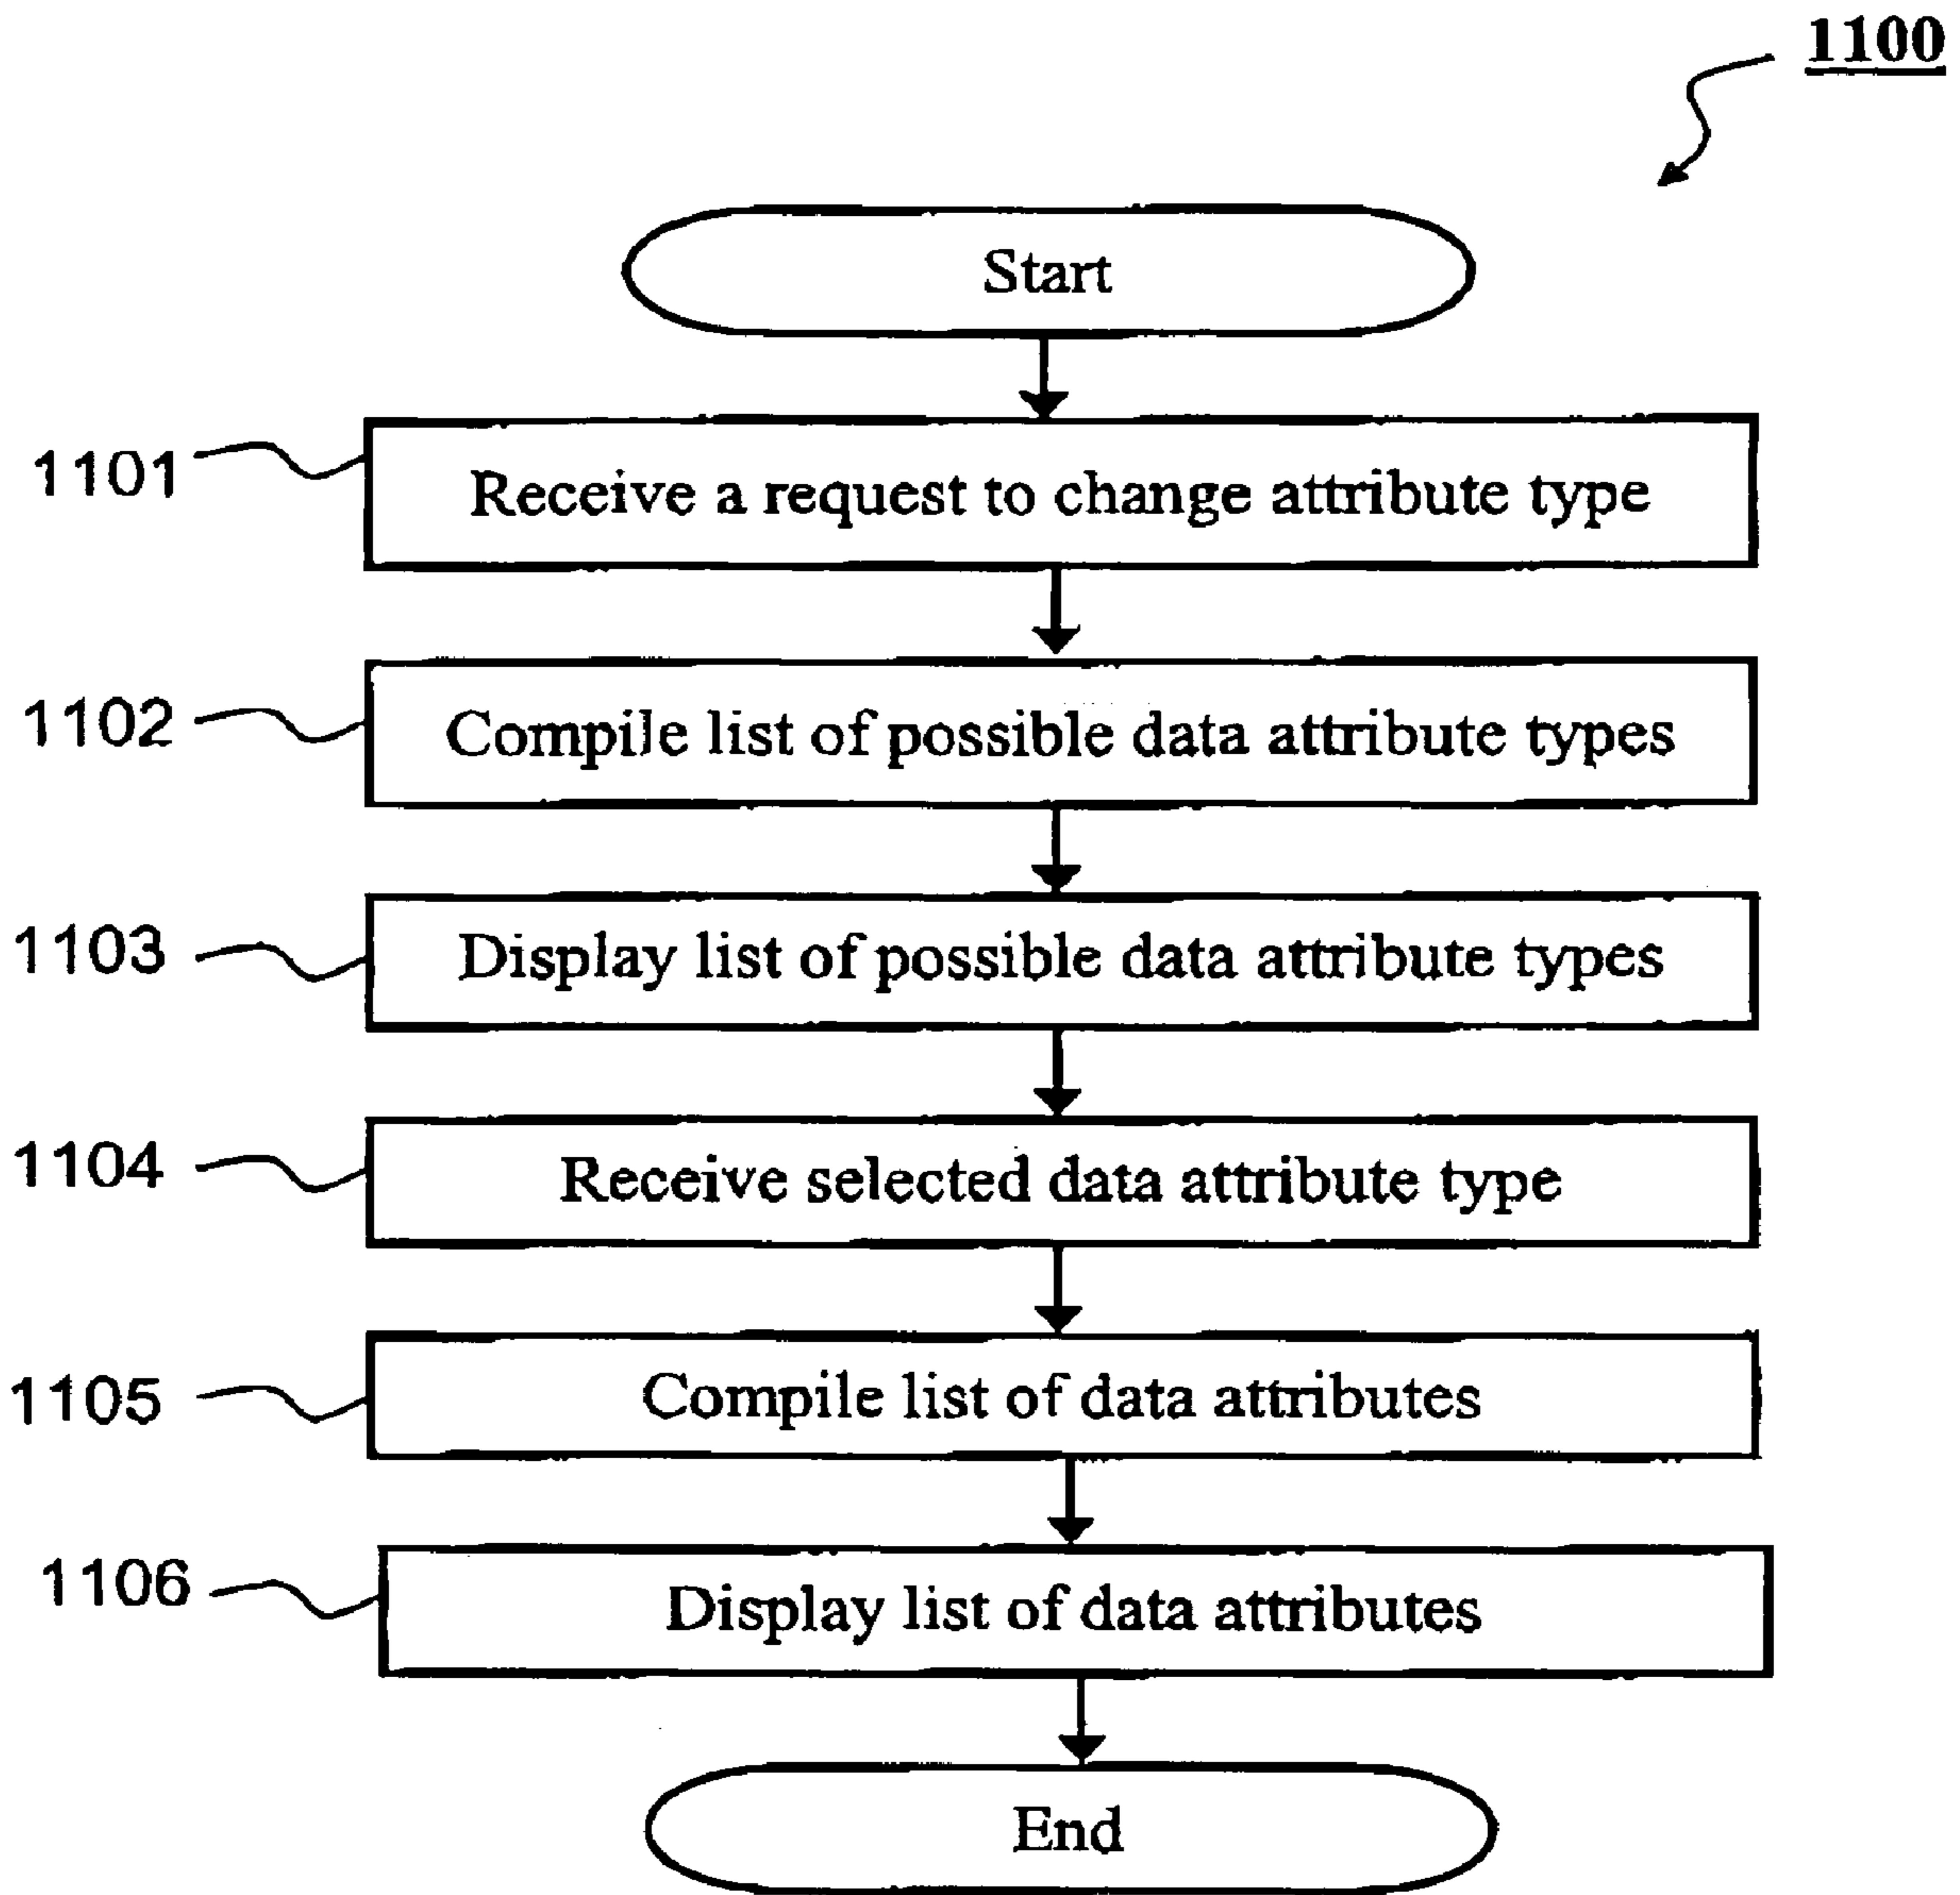 1100
Start
1101
Receive a request to change attribute type
1102
Compile list of possible data attribute types
1103
Display list of possible data attribute types
1104
Receive selected data attribute type
1105
Compile list of data attributes
1106
Display list of data attributes
End